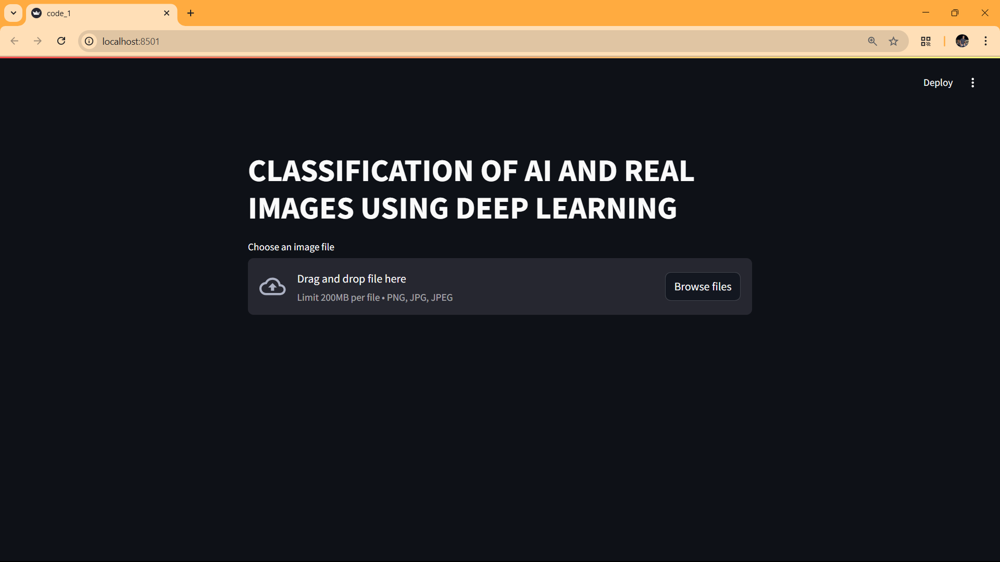 code_1
localhost:8501
Deploy
CLASSIFICATION OF AI AND REAL
IMAGES USING DEEP LEARNING
Choose an image file
Drag and drop file here
Limit 200MB per file • PNG, JPG, JPEG
Browse files